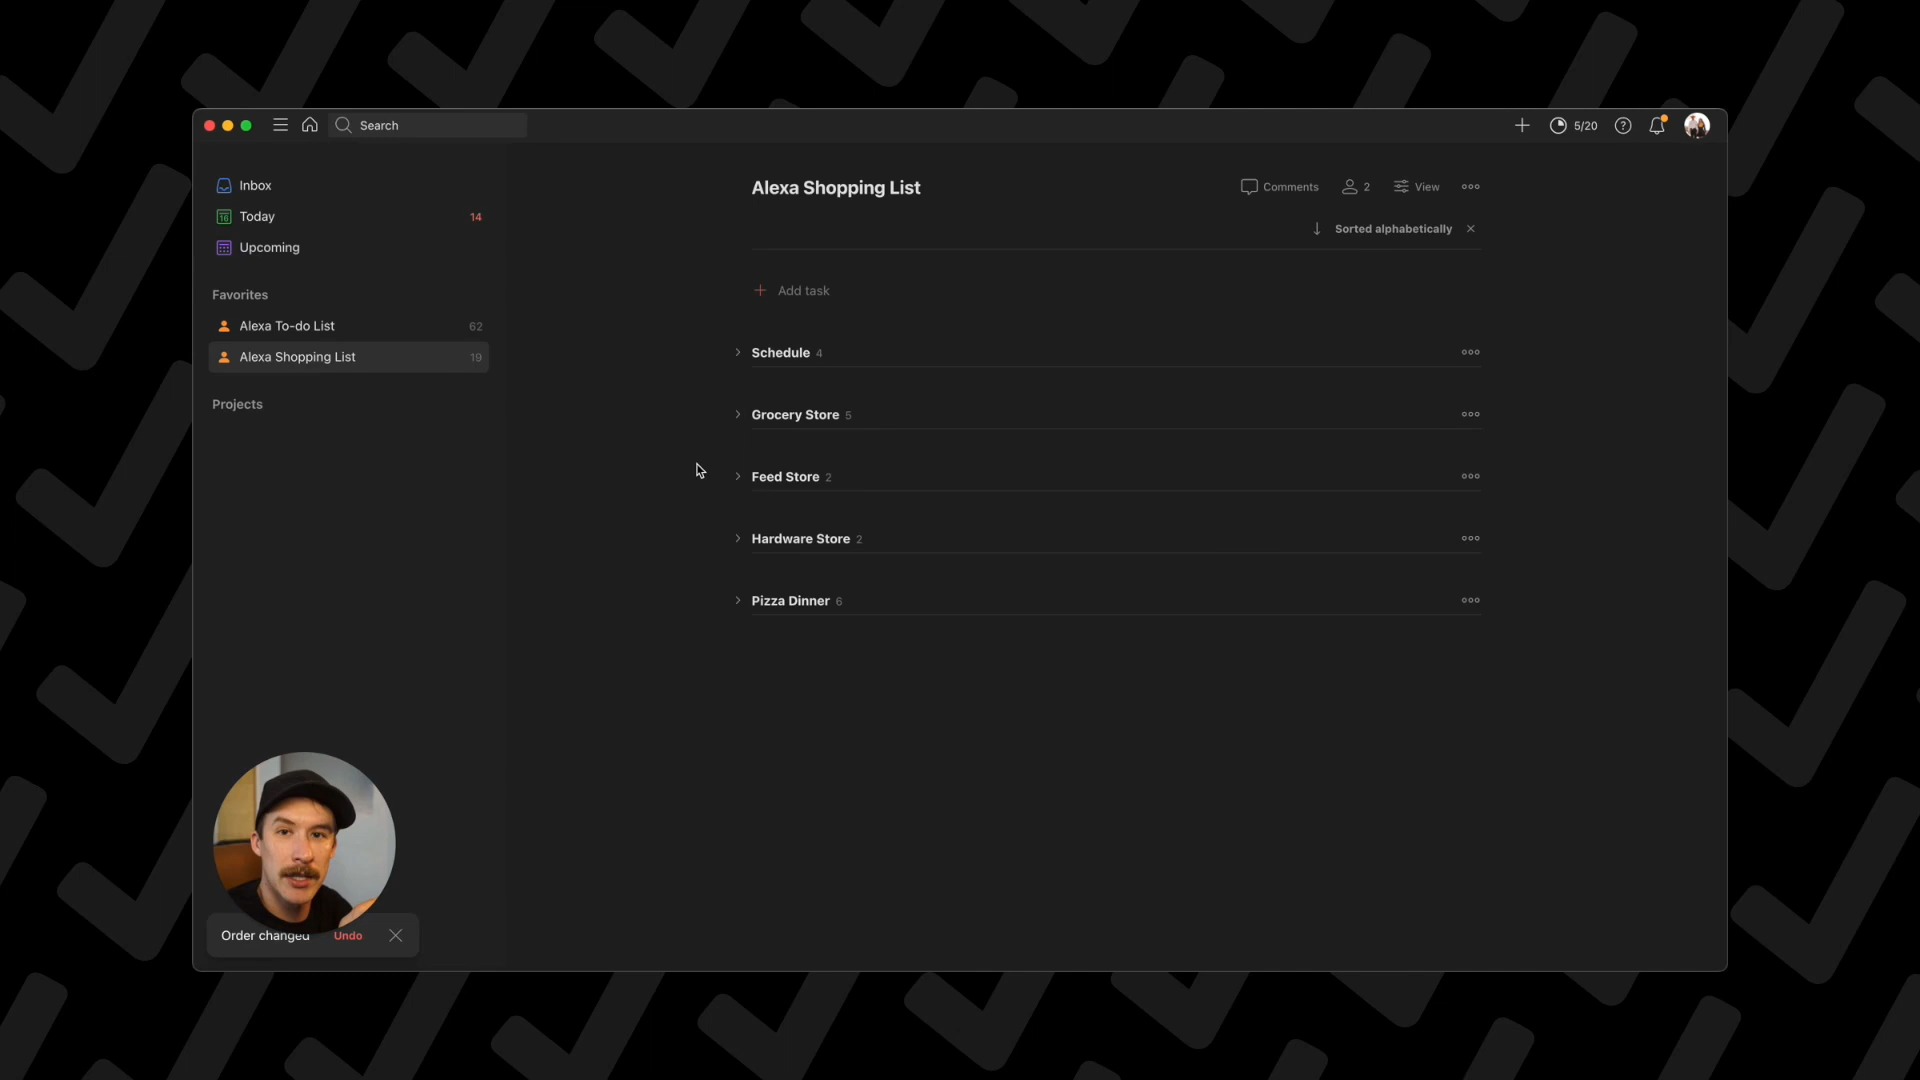 Search
5/20
Inbox
16 Today 14
Upcoming
Favorites
Alexa To-do List 62
Alexa Shopping List 19
Projects
Alexa Shopping List
Comments 2 View
Sorted alphabetically
Add task
Schedule 4
Grocery Store 5
Feed Store 2
Hardware Store 2
Pizza Dinner 6
Order changed Undo